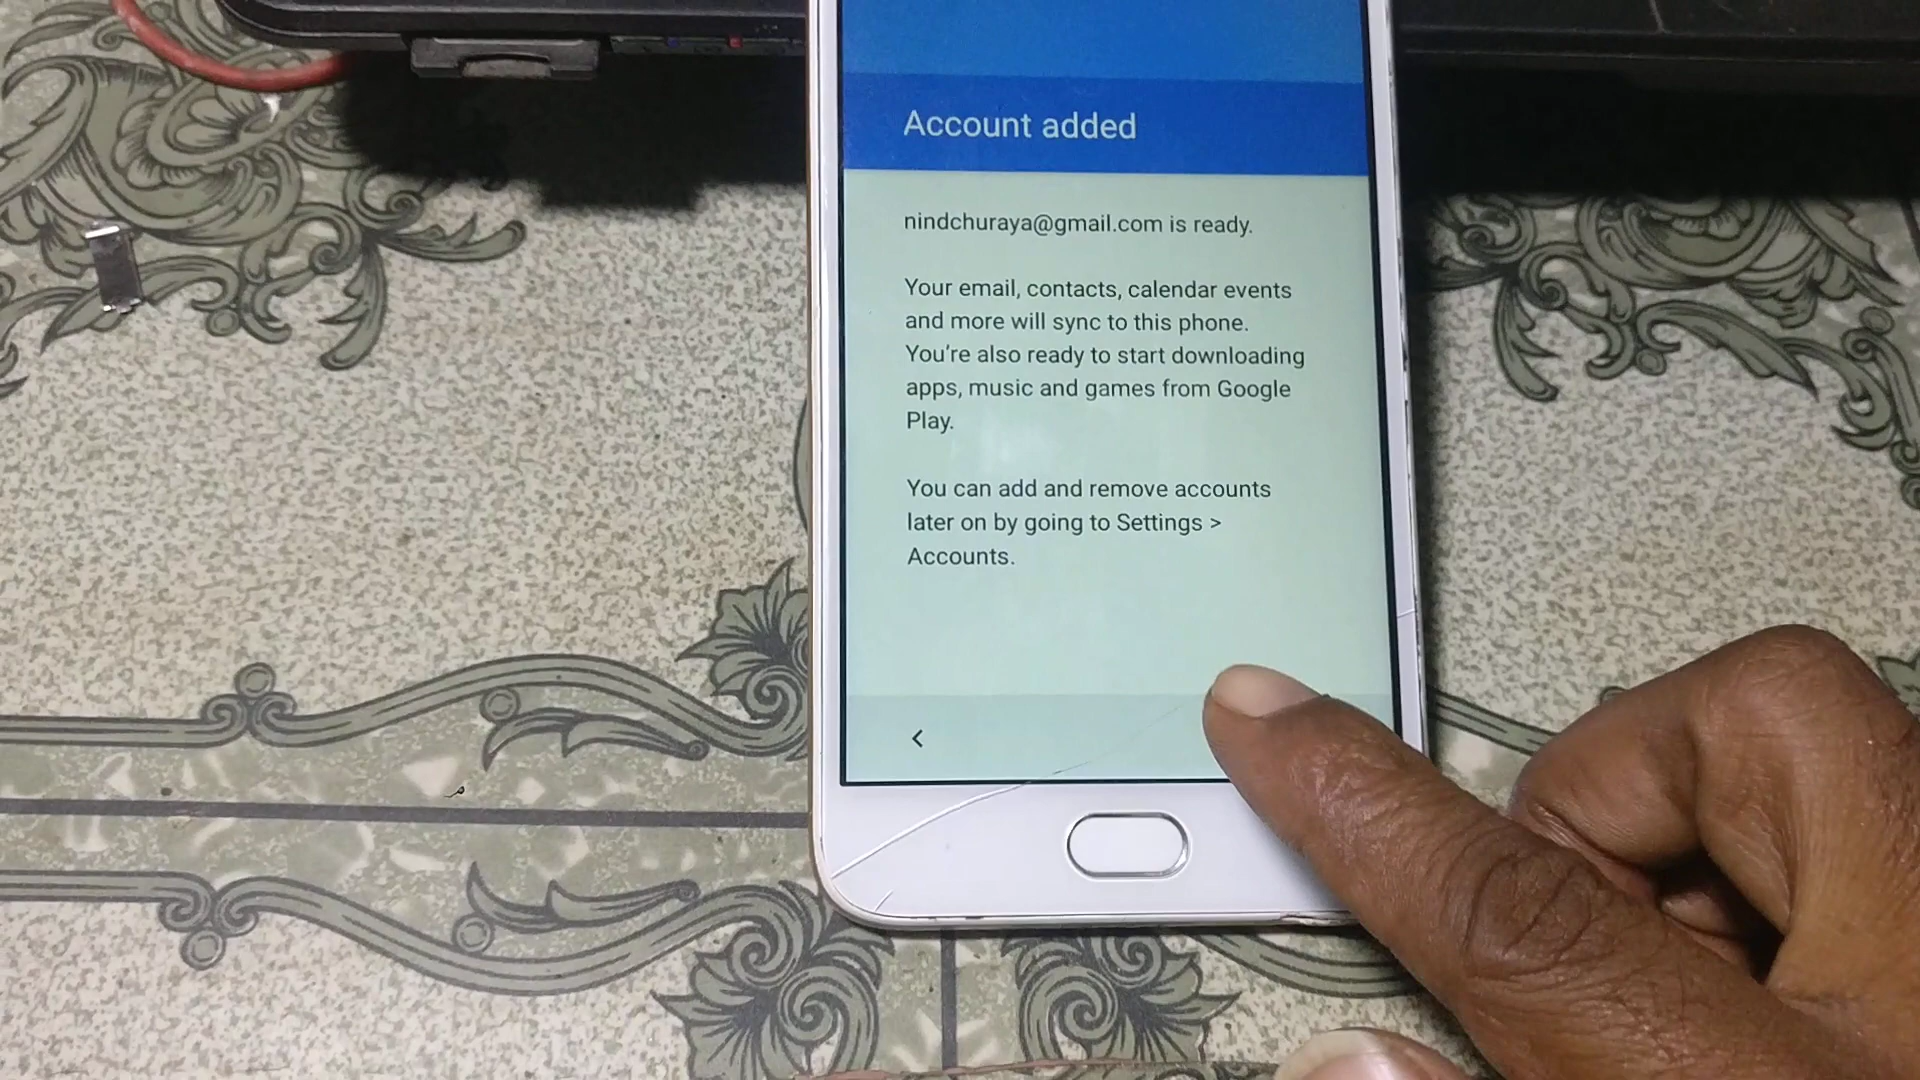 Account added
nindchuraya@gmail.com is ready.
Your email, contacts, calendar events
and more will sync to this phone.
You're also ready to start downloading
apps, music and games from Google
Play.
You can add and remove accounts
later on by going to Settings >
Accounts.